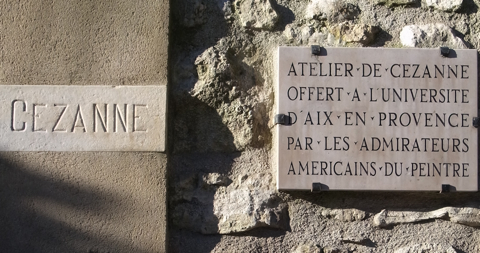 CEZANNE
ATELIER·DE·CEZANNE
OFFERT·A·L'UNIVERSITE
D'AIX·EN·PROVENCE
PAR·LES·ADMIRATEURS
AMERICAINS·DU·PEINTRE